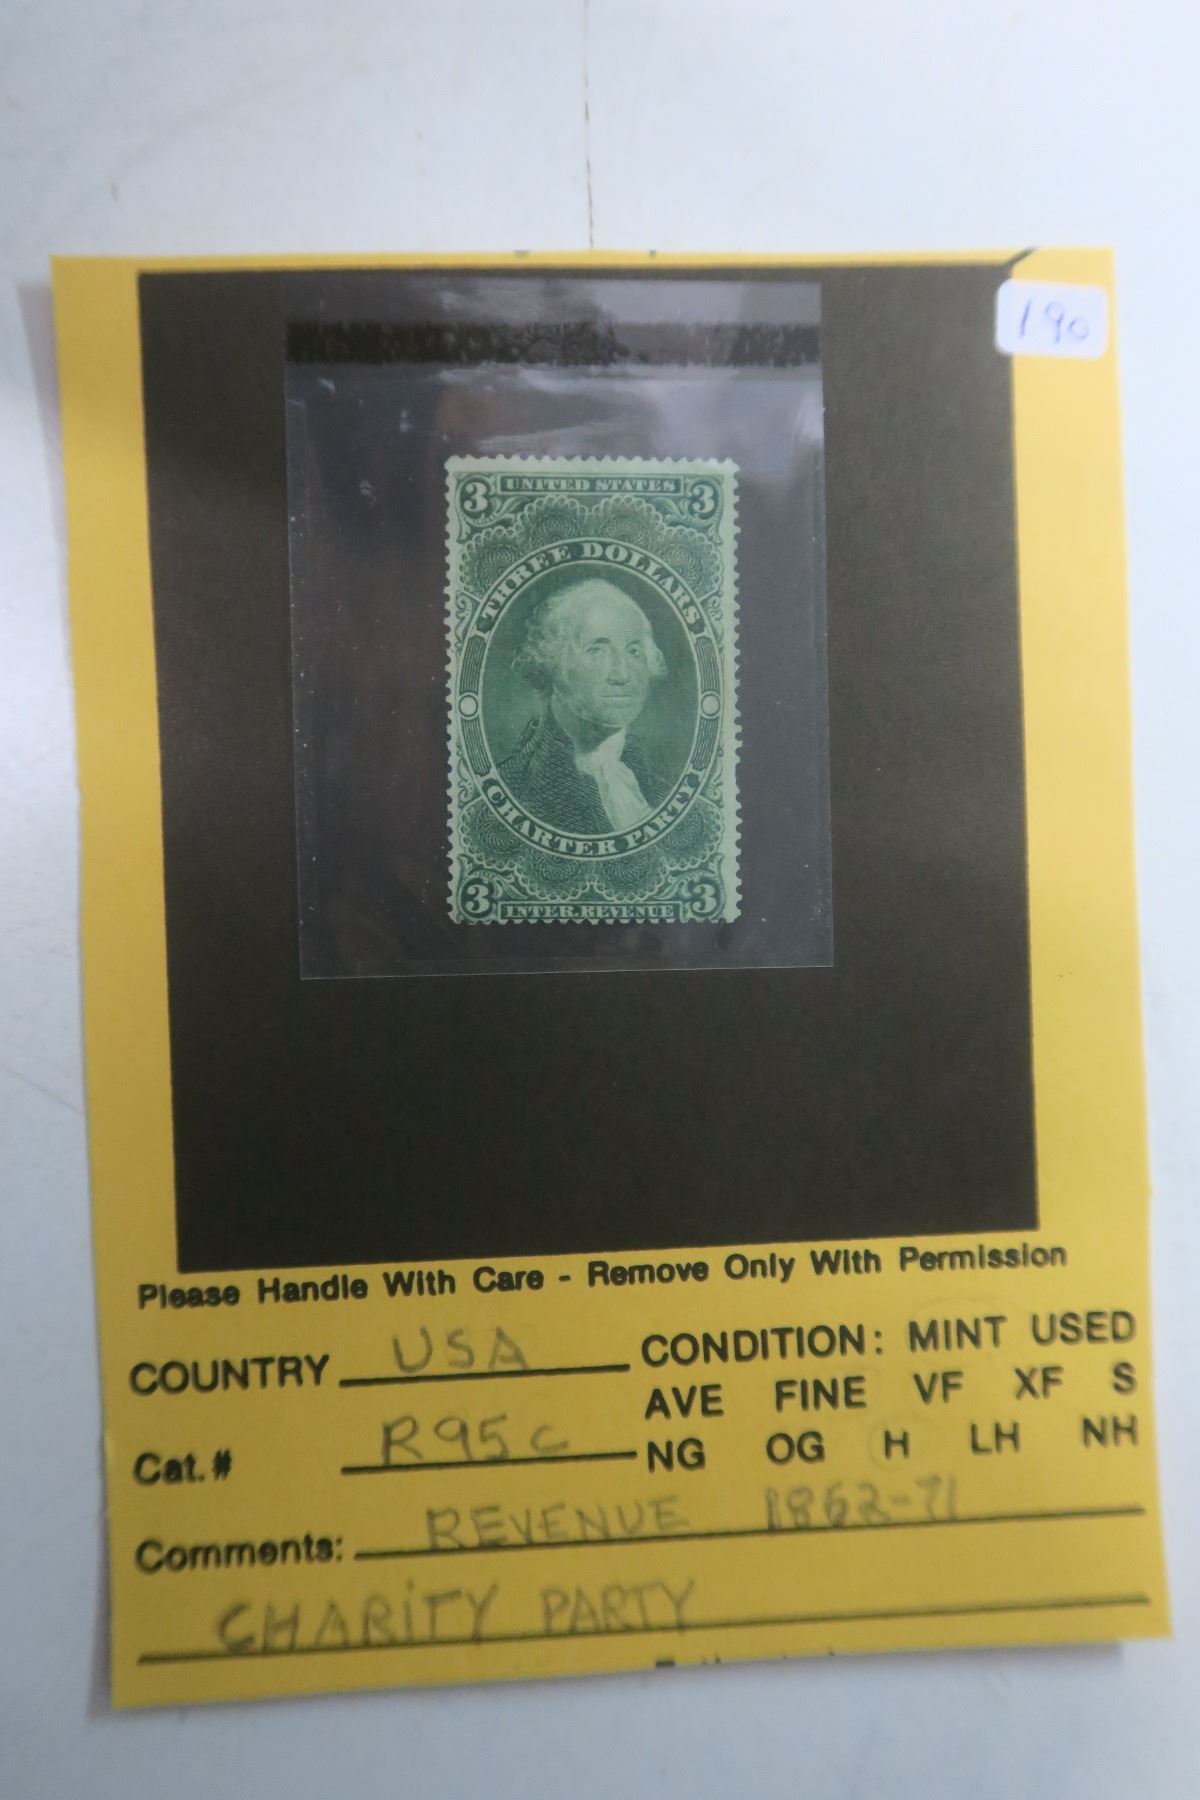 190
3 UNITED STATES 3
THREE DOLLARS
CHARTER PARTY
3 INTER. REVENUE 3
Please Handle With Care - Remove Only With Permission
COUNTRY USA CONDITION: MINT USED
AVE FINE VF XF S
Cat.# R95c NG OG H LH NH
Comments: REVENUE 1862-71
CHARITY PARTY